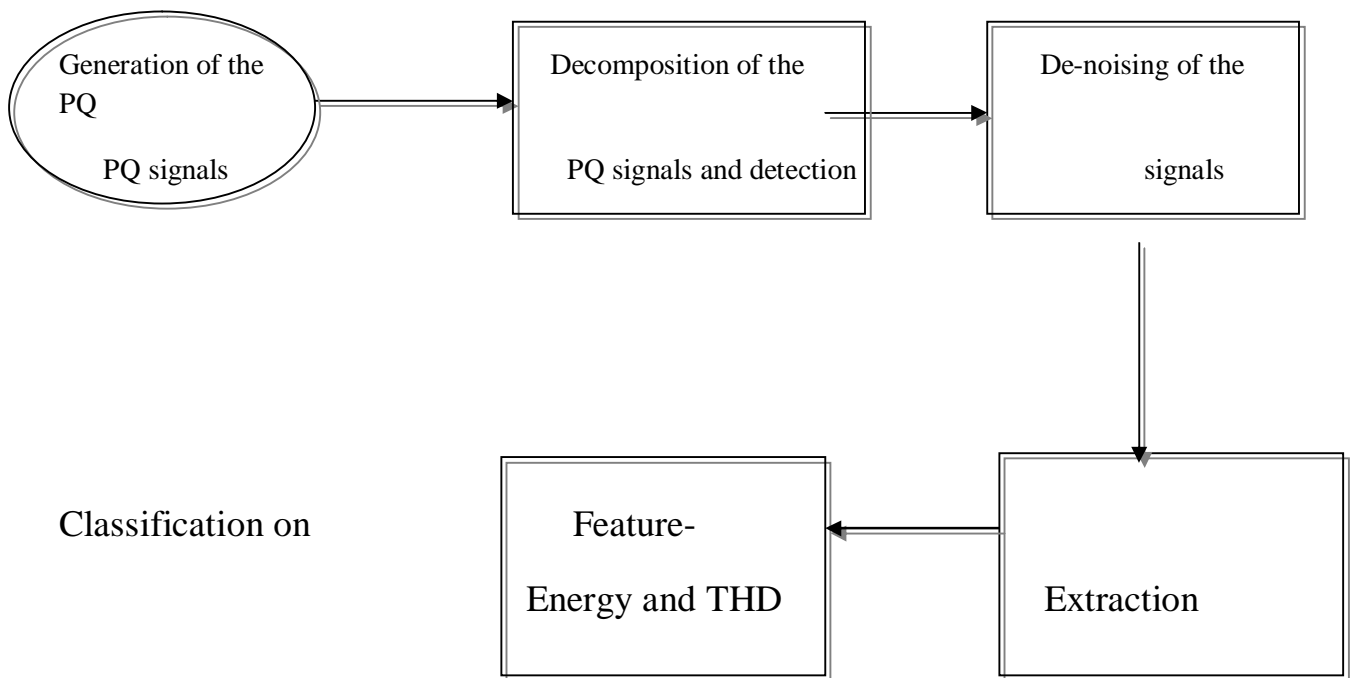 Generation of the
PQ
PQ signals
Decomposition of the
PQ signals and detection
De-noising of the
signals
Classification on
Feature-
Energy and THD
Extraction